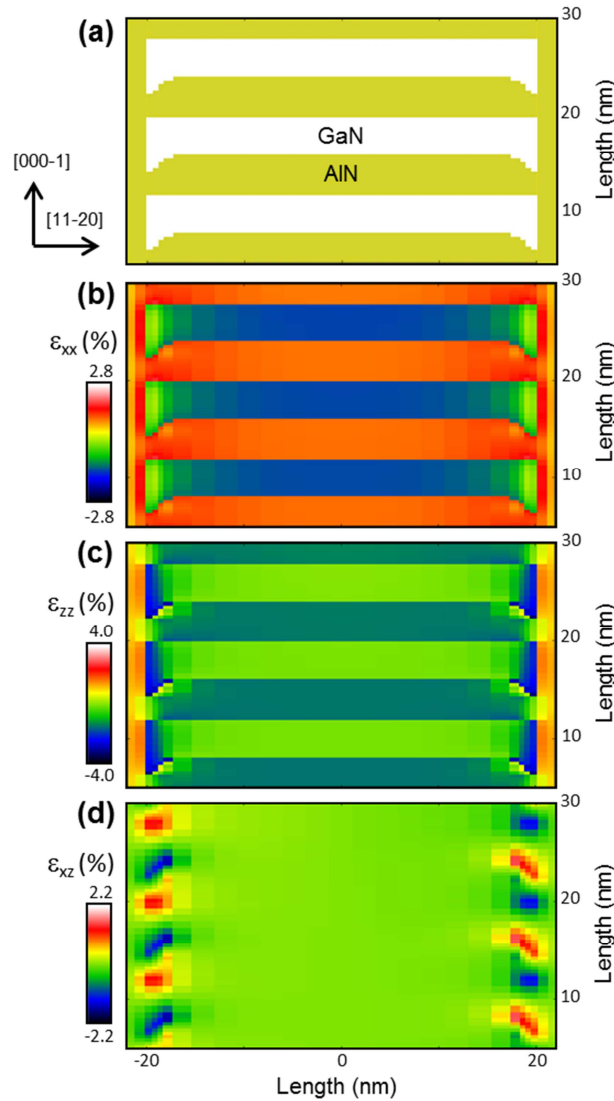 (a)
30
20
10
Length (nm)
GaN
AlN
[000-1]
[11-20]
(b)
εxx (%)
2.8
-2.8
30
20
10
Length (nm)
(c)
εzz (%)
4.0
-4.0
30
20
10
Length (nm)
(d)
εxz (%)
2.2
-2.2
30
20
10
Length (nm)
-20
0
20
Length (nm)